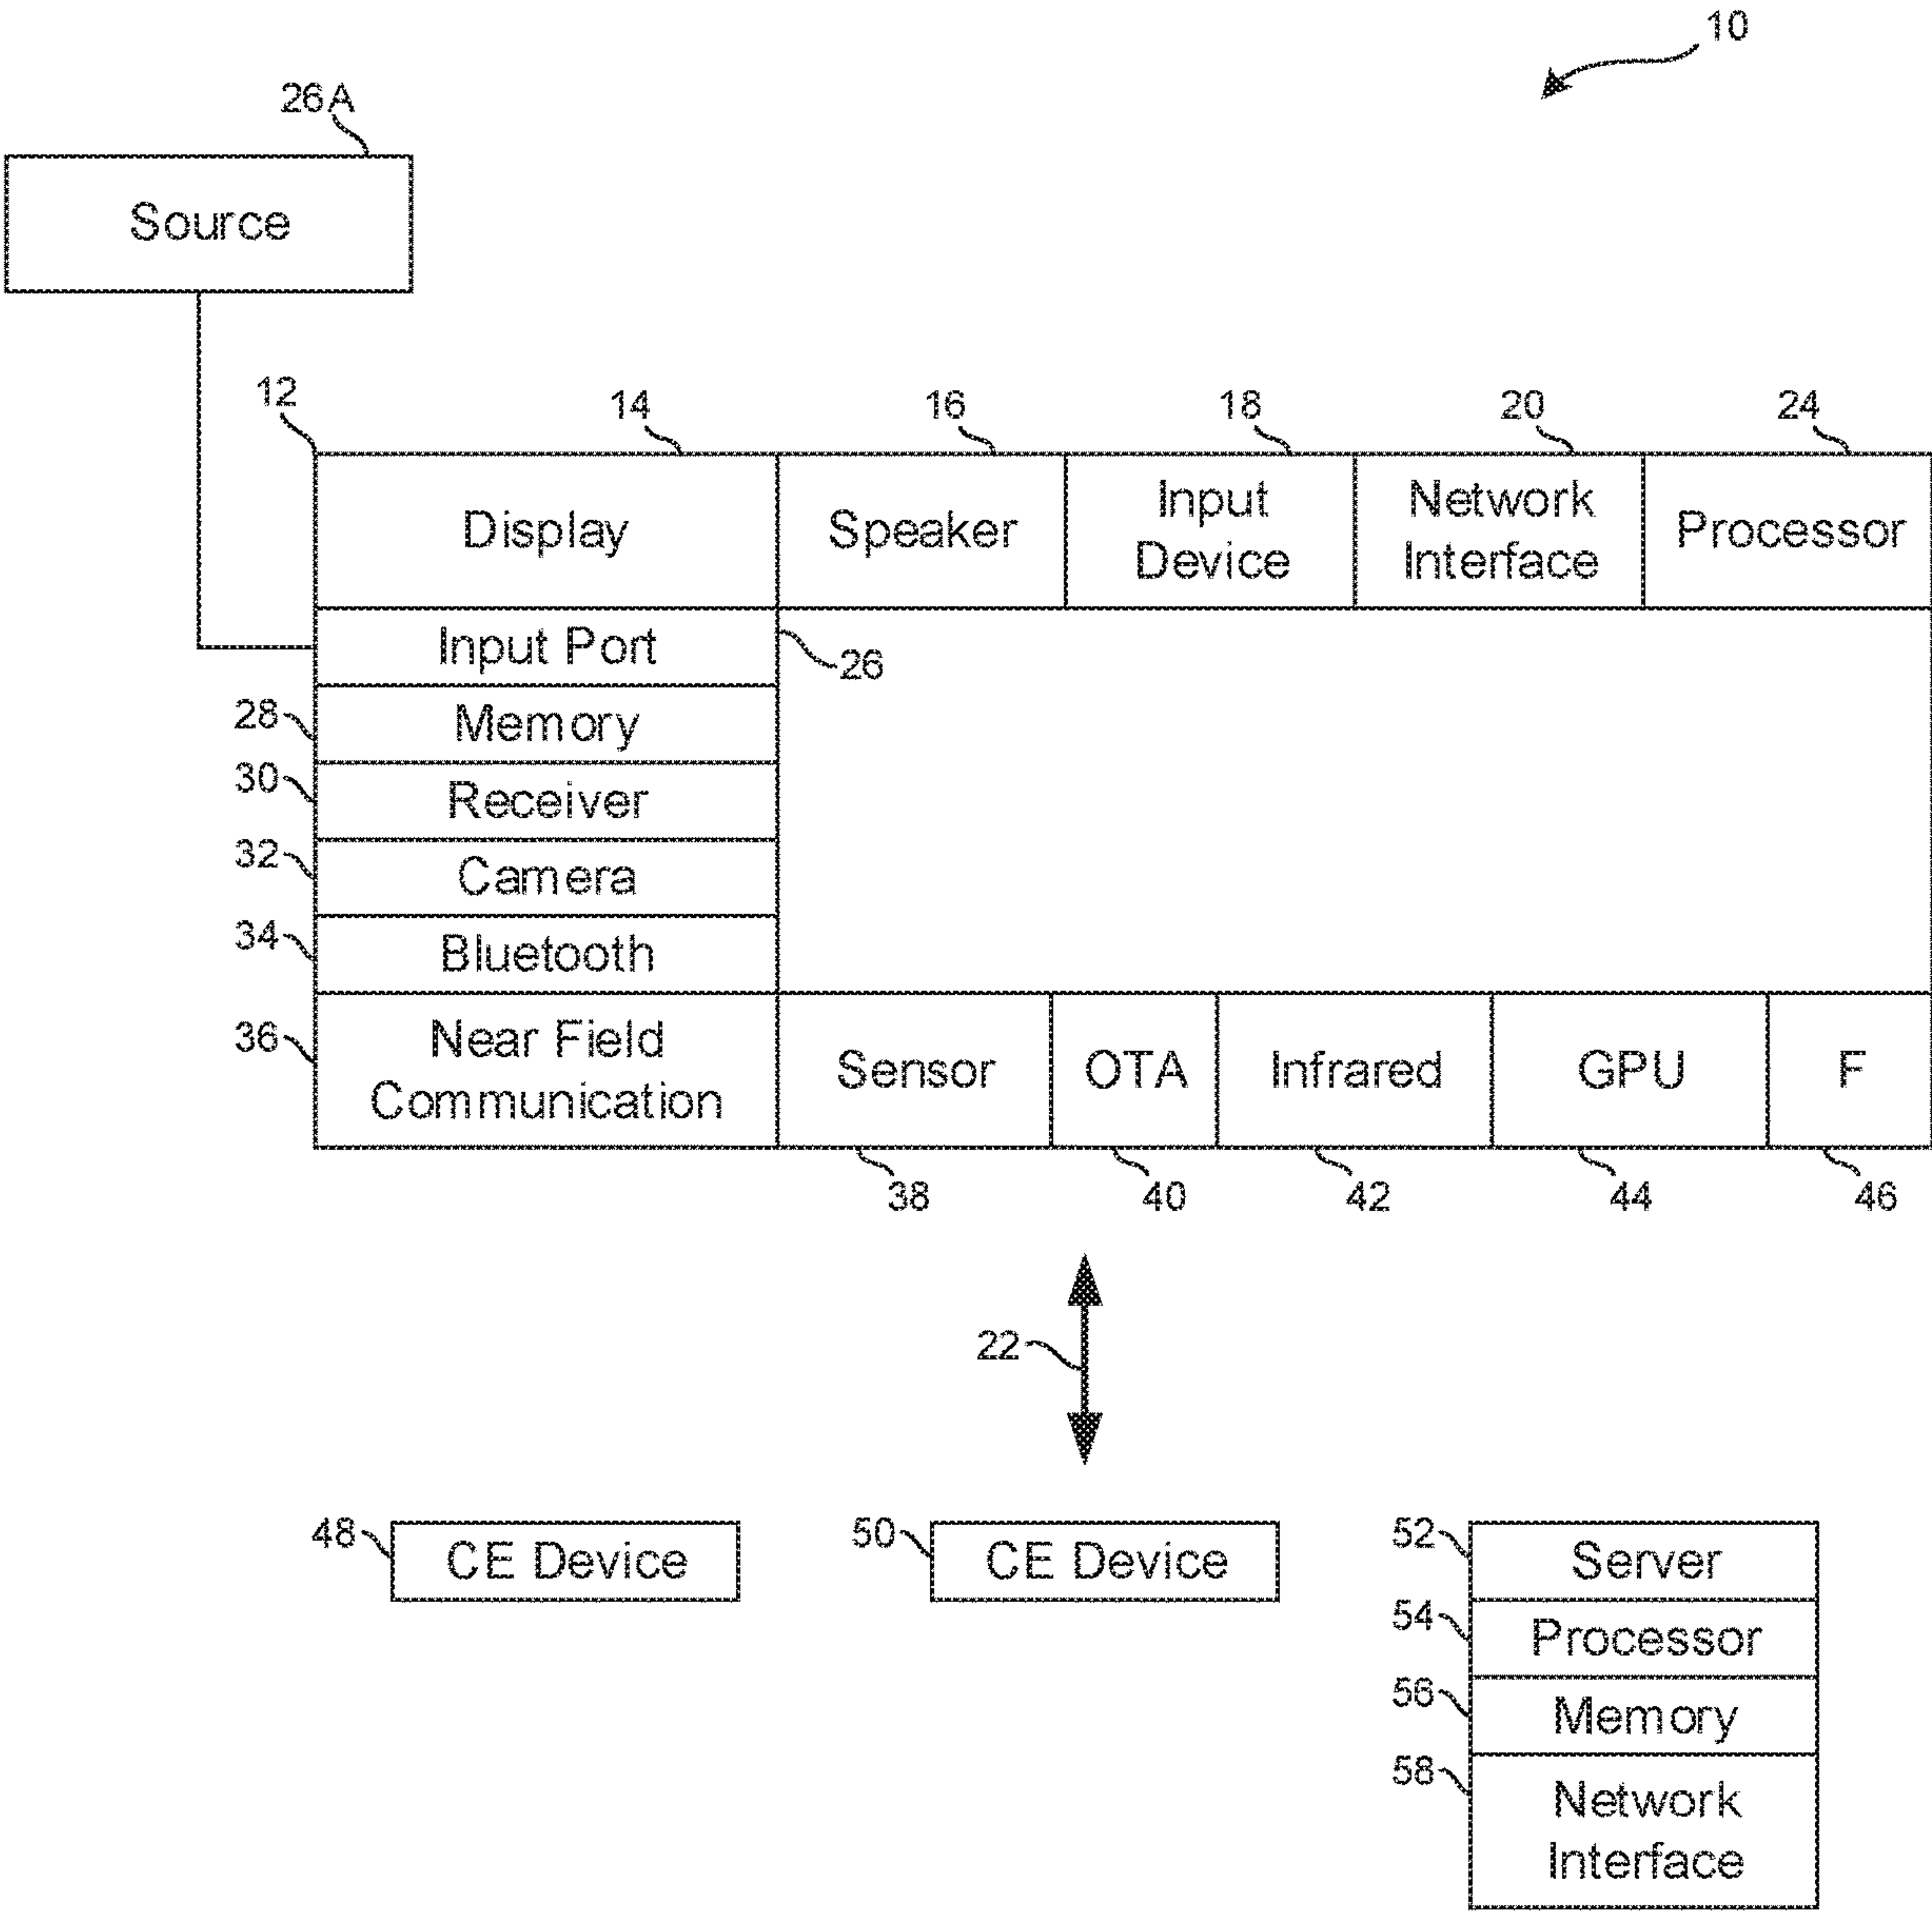 10
26A
Source
12
14
16
18
20
24
Display
Speaker
Input
Device
Network
Interface
Processor
Input Port
26
28
Memory
30
Receiver
32
Camera
34
Bluetooth
36
Near Field
Communication
Sensor
OTA
Infrared
GPU
F
38
40
42
44
46
22
48
CE Device
50
CE Device
52
Server
54
Processor
56
Memory
58
Network
Interface